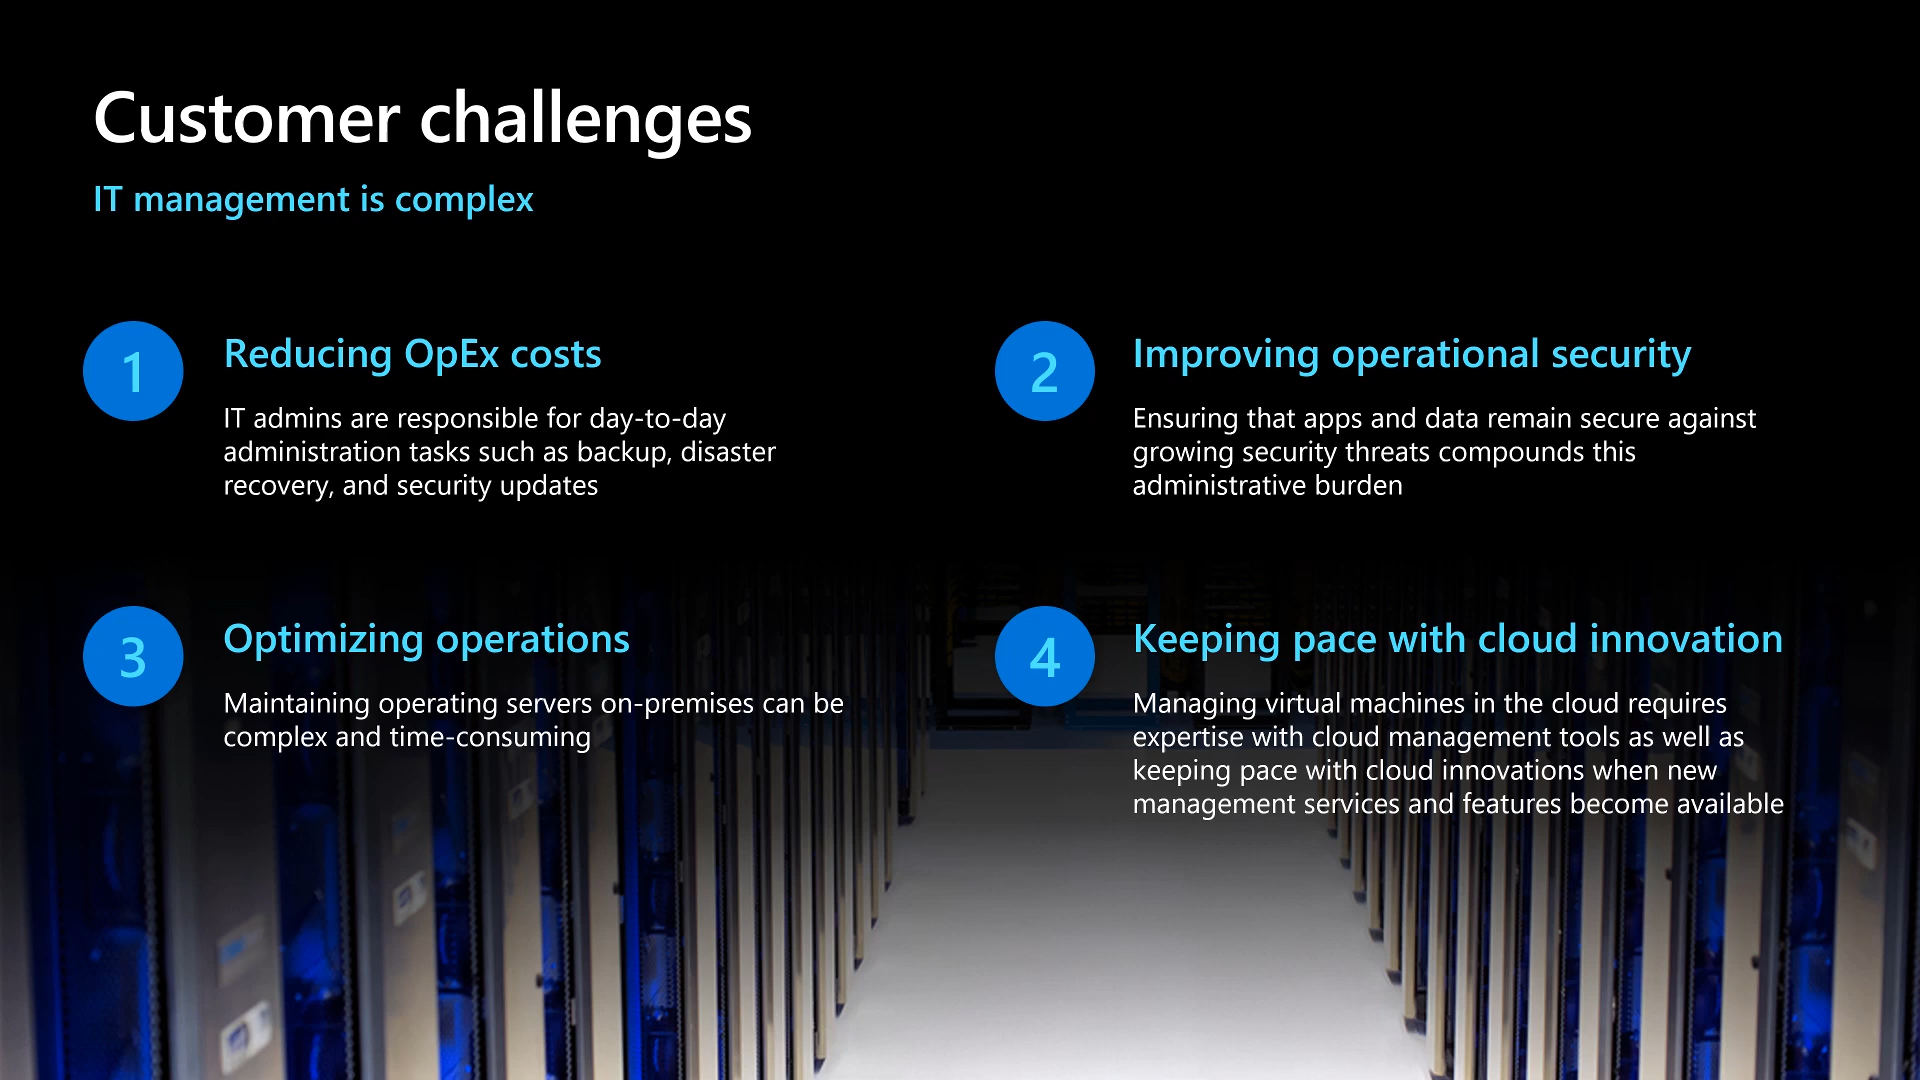 Customer challenges
IT management is complex
1
Reducing OpEx costs
IT admins are responsible for day-to-day
administration tasks such as backup, disaster
recovery, and security updates
2
Improving operational security
Ensuring that apps and data remain secure against
growing security threats compounds this
administrative burden
3
Optimizing operations
Maintaining operating servers on-premises can be
complex and time-consuming
4
Keeping pace with cloud innovation
Managing virtual machines in the cloud requires
expertise with cloud management tools as well as
keeping pace with cloud innovations when new
management services and features become available